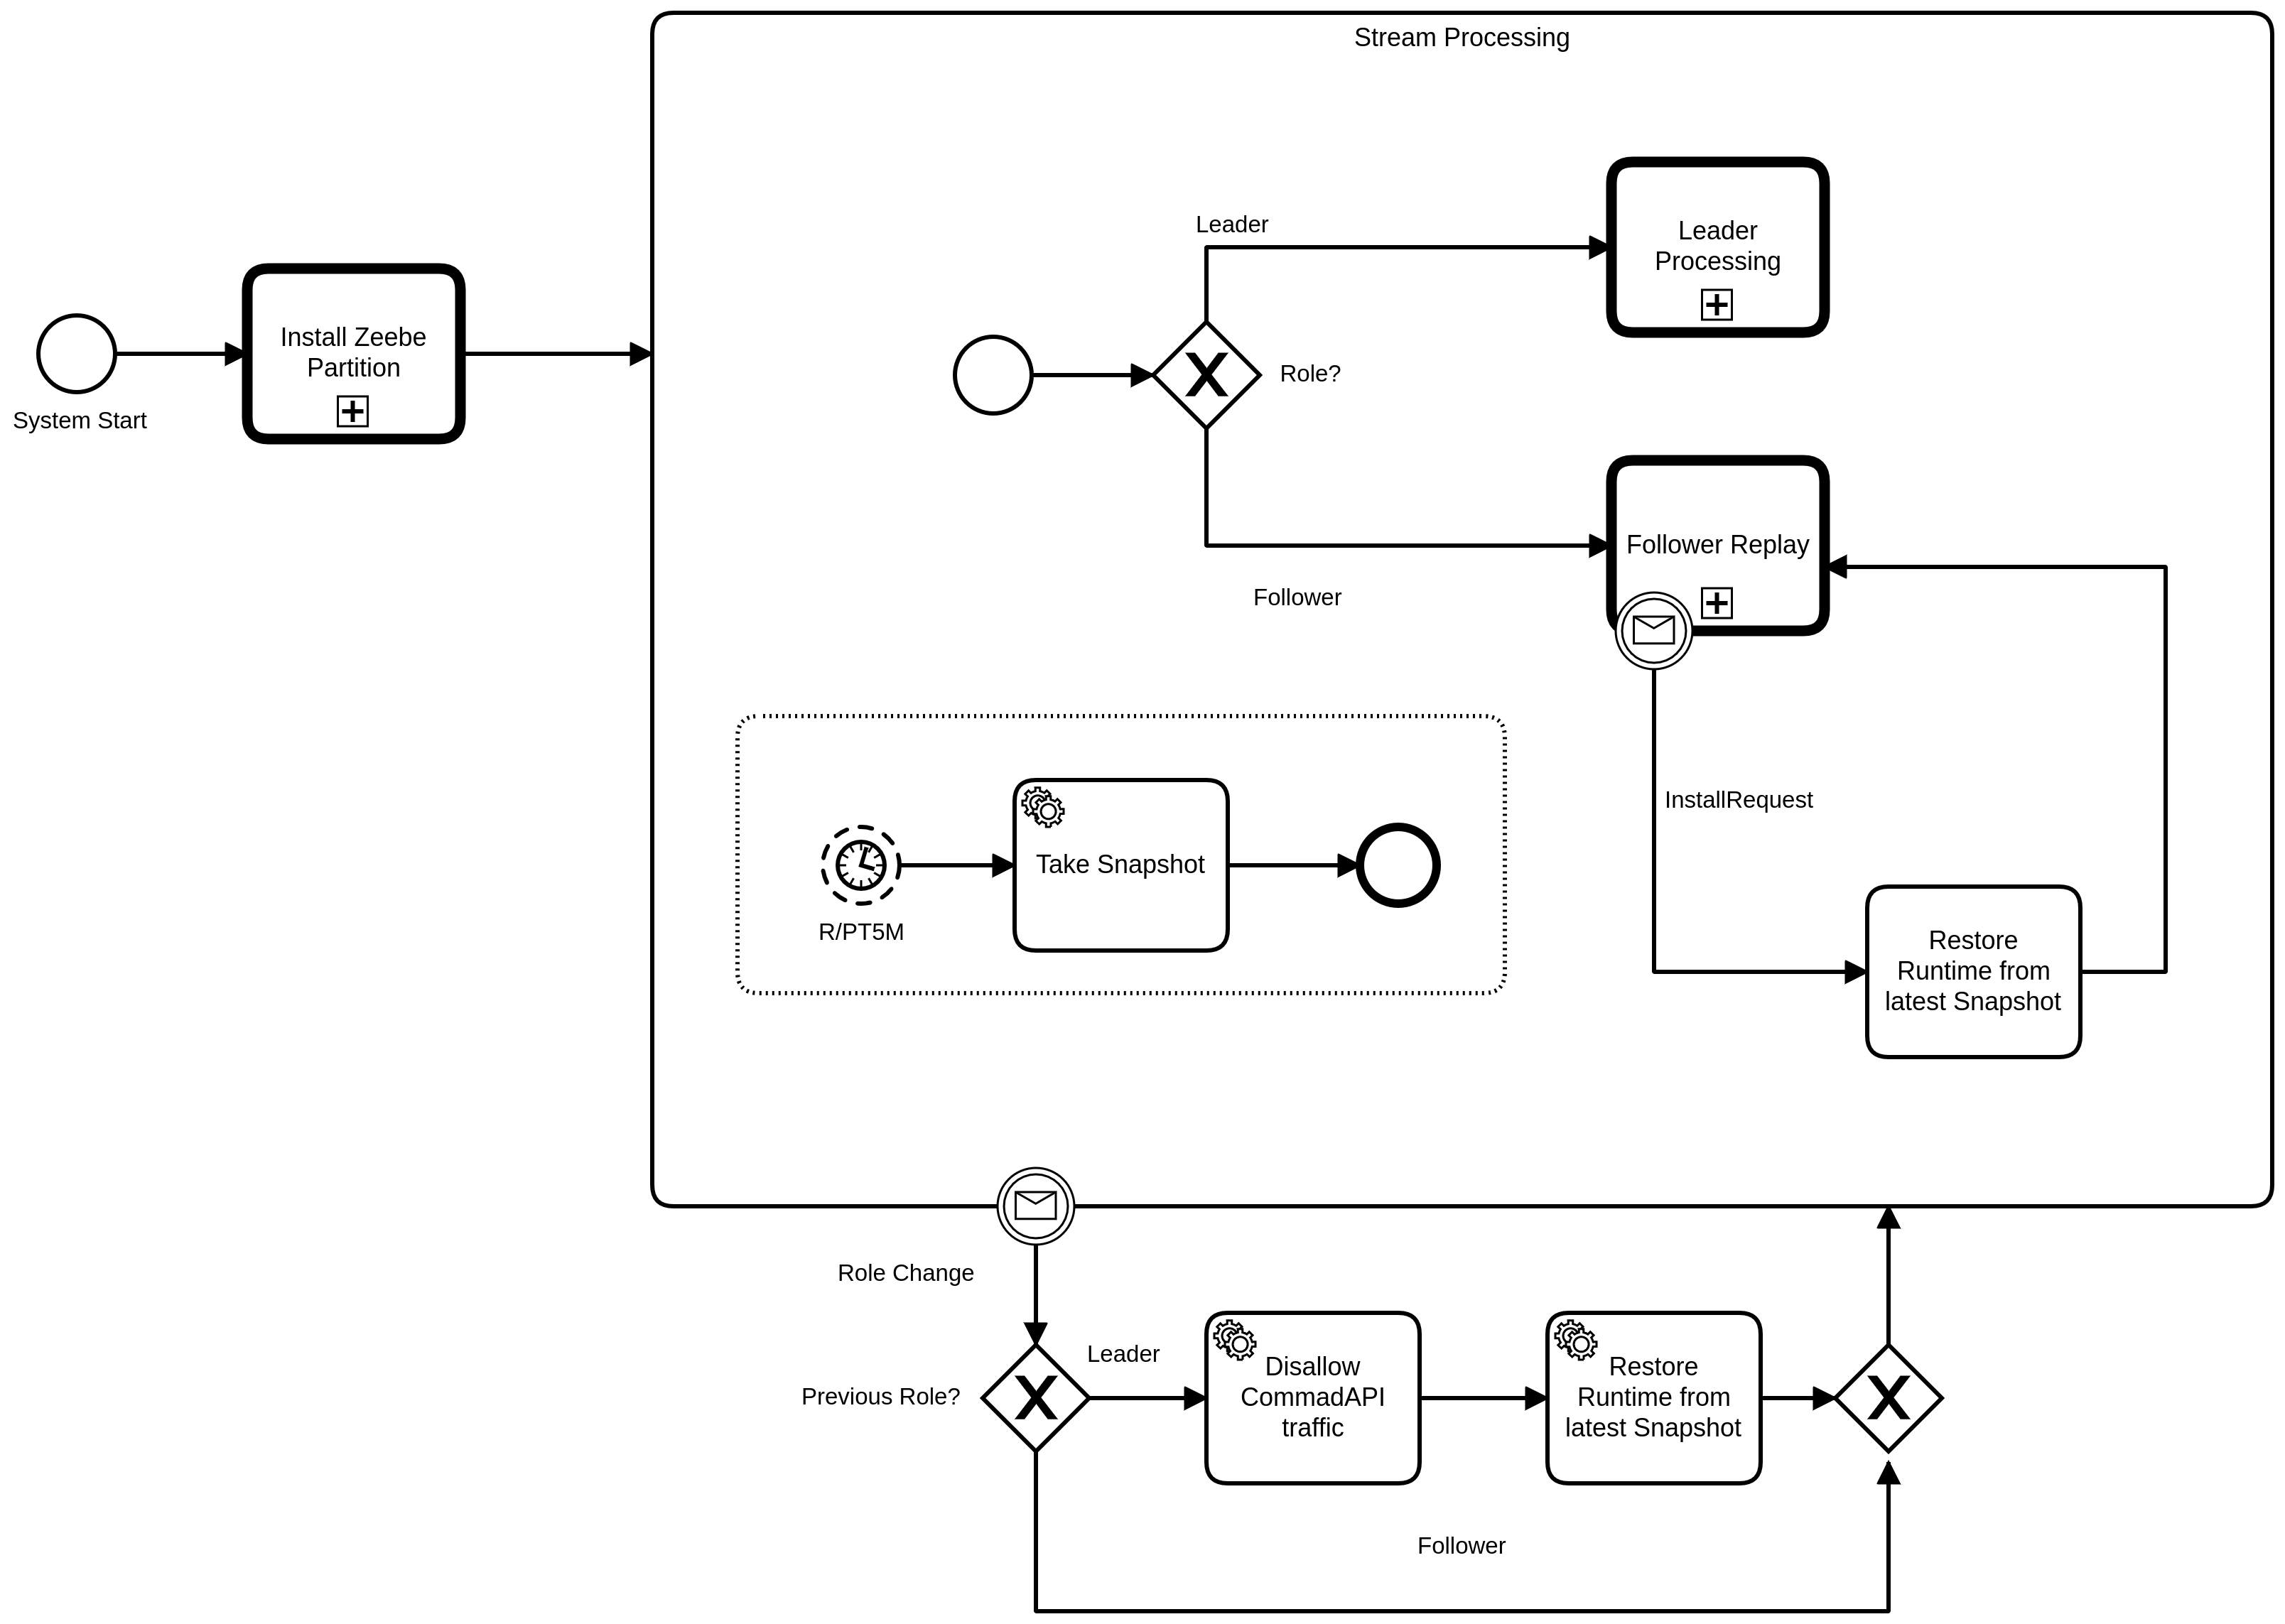 Stream Processing
Leader
Leader
Processing
Install Zeebe
Partition
Role?
System Start
Follower Replay
Follower
InstallRequest
Take Snapshot
R/PT5M
Restore
Runtime from
latest Snapshot
Role Change
Leader
Previous Role?
Disallow
CommadAPI
traffic
Restore
Runtime from
latest Snapshot
Follower